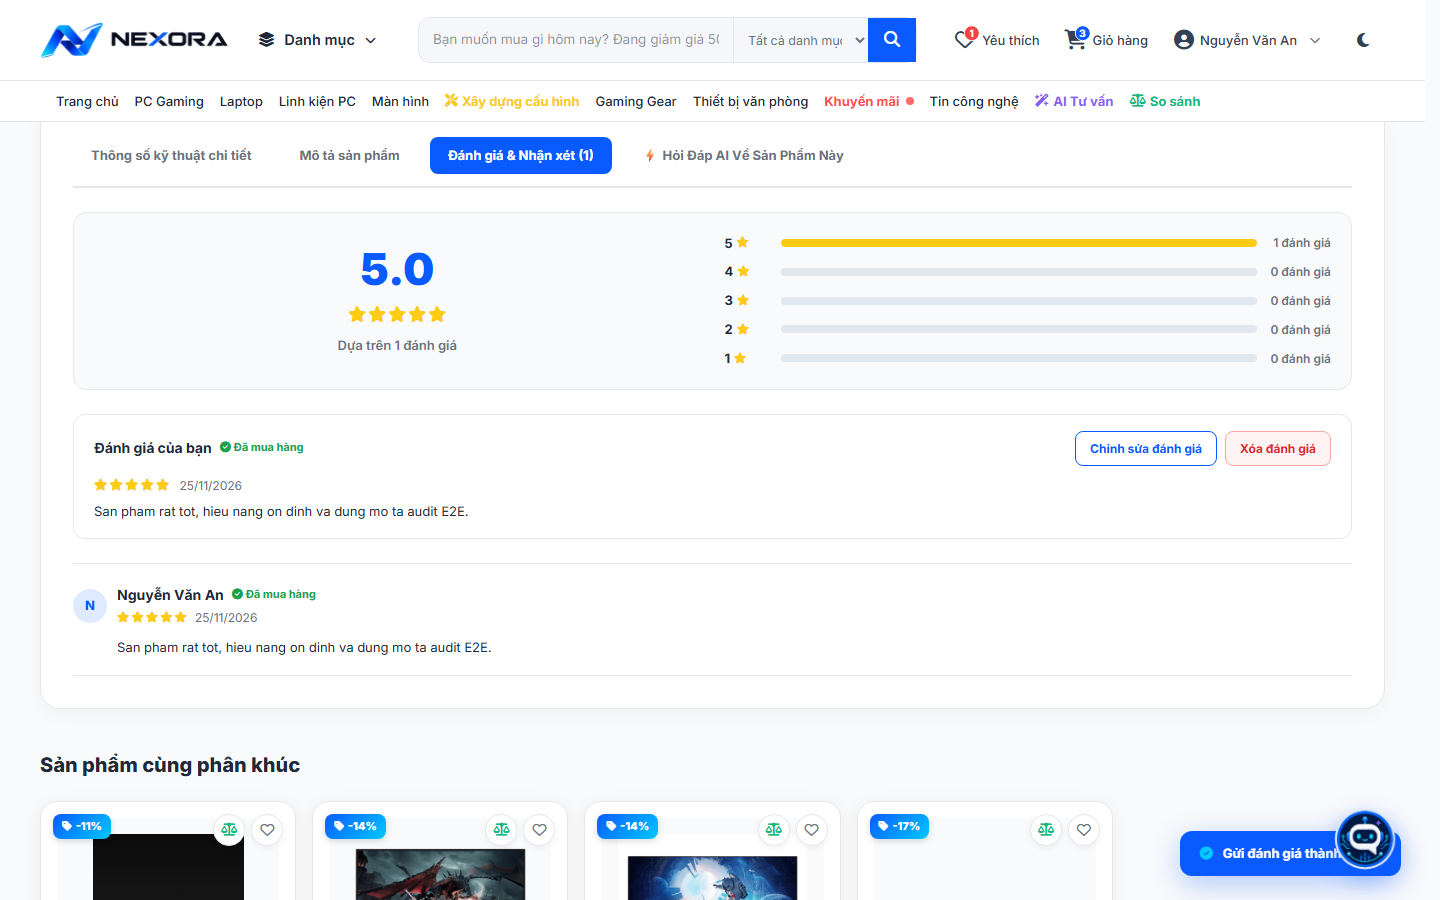 NEXORA
Danh mục
Bạn muốn mua gì hôm nay? Đang giảm giá 50
Tất cả danh mục
1
Yêu thích
3
Giỏ hàng
Nguyễn Văn An
Trang chủ
PC Gaming
Laptop
Linh kiện PC
Màn hình
Xây dựng cấu hình
Gaming Gear
Thiết bị văn phòng
Khuyến mãi
Tin công nghệ
AI Tư vấn
So sánh
Thông số kỹ thuật chi tiết
Mô tả sản phẩm
Đánh giá & Nhận xét (1)
Hỏi Đáp AI Về Sản Phẩm Này
5.0
Dựa trên 1 đánh giá
5 1 đánh giá
4 0 đánh giá
3 0 đánh giá
2 0 đánh giá
1 0 đánh giá
Đánh giá của bạn Đã mua hàng
Chỉnh sửa đánh giá
Xóa đánh giá
25/11/2026
San pham rat tot, hieu nang on dinh va dung mo ta audit E2E.
N
Nguyễn Văn An Đã mua hàng
25/11/2026
San pham rat tot, hieu nang on dinh va dung mo ta audit E2E.
Sản phẩm cùng phân khúc
-11%
-14%
-14%
-17%
Gửi đánh giá thành